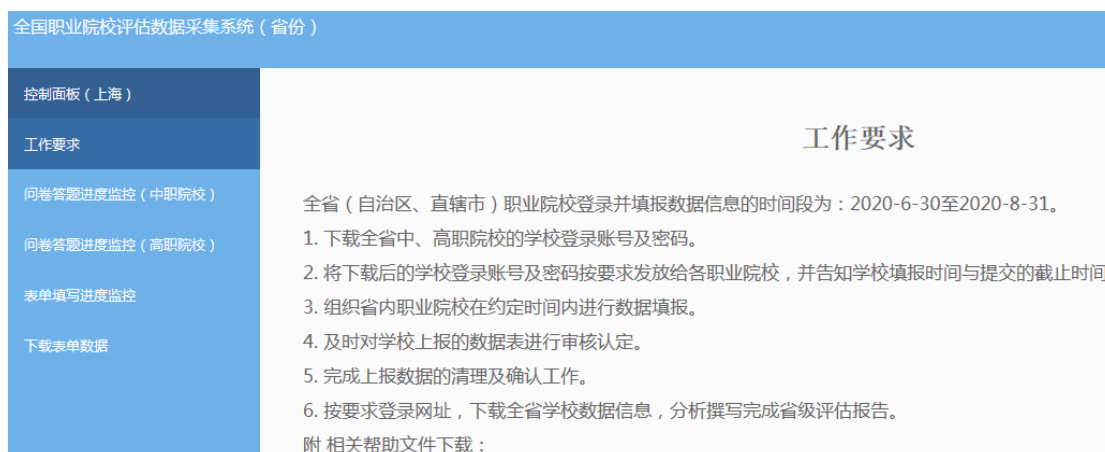 全国职业院校评估数据采集系统（省份）
控制面板（上海）
工作要求
问卷答题进度监控（中职院校）
问卷答题进度监控（高职院校）
表单填写进度监控
下载表单数据
工作要求
全省（自治区、直辖市）职业院校登录并填报数据信息的时间段为：2020-6-30至2020-8-31。
1. 下载全省中、高职院校的学校登录账号及密码。
2. 将下载后的学校登录账号及密码按要求发放给各职业院校，并告知学校填报时间与提交的截止时间
3. 组织省内职业院校在约定时间内进行数据填报。
4. 及时对学校上报的数据表进行审核认定。
5. 完成上报数据的清理及确认工作。
6. 按要求登录网址，下载全省学校数据信息，分析撰写完成省级评估报告。
附 相关帮助文件下载：